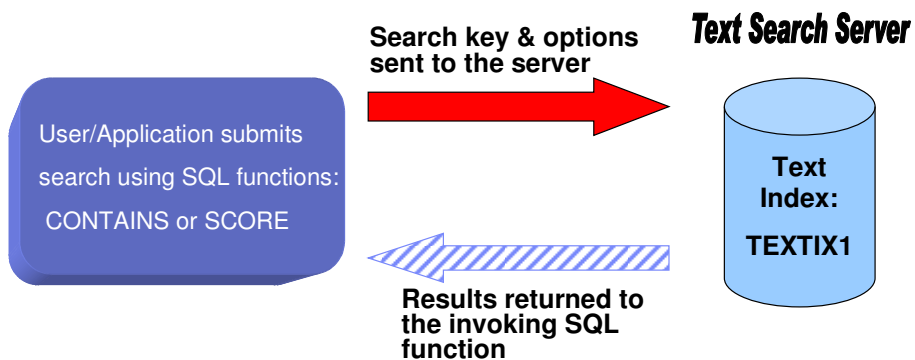 Search key & options
sent to the server
Text Search Server
User/Application submits
search using SQL functions:
CONTAINS or SCORE
Text
Index:
TEXTIX1
Results returned to
the invoking SQL
function